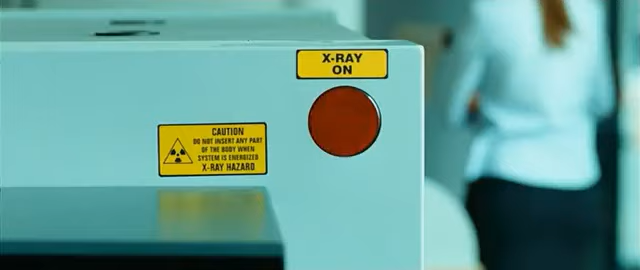 X-RAY
ON
CAUTION
DO NOT INSERT ANY PART
OF THE BODY WHEN
SYSTEM IS ENERGIZED
X-RAY HAZARD